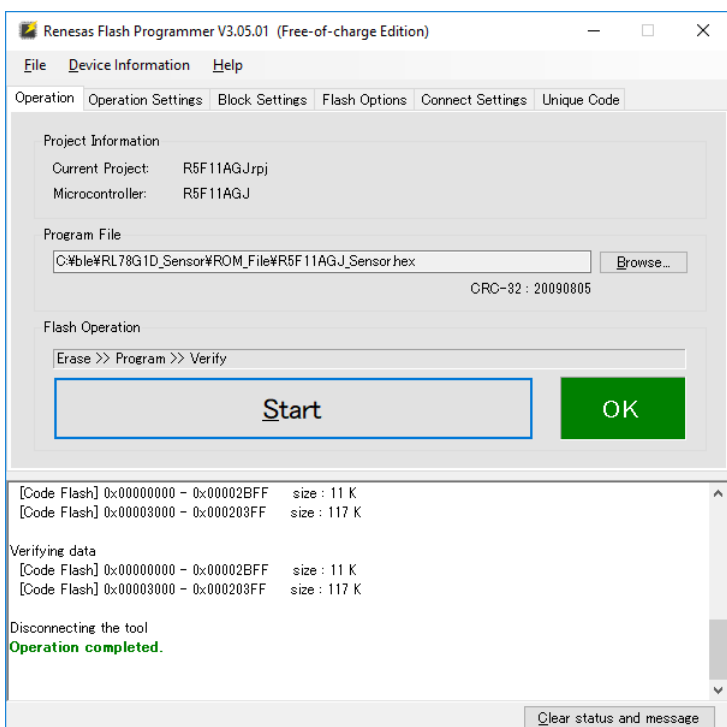 Renesas Flash Programmer V3.05.01 (Free-of-charge Edition)
File Device Information Help
Operation Operation Settings Block Settings Flash Options Connect Settings Unique Code
Project Information
Current Project: R5F11AGJ.rpj
Microcontroller: R5F11AGJ
Program File
C:¥ble¥RL78G1D_Sensor¥ROM_File¥R5F11AGJ_Sensor.hex Browse...
CRC-32 : 20090805
Flash Operation
Erase >> Program >> Verify
Start OK
[Code Flash] 0x00000000 - 0x00002BFF size : 11 K
[Code Flash] 0x00003000 - 0x000203FF size : 117 K
Verifying data
[Code Flash] 0x00000000 - 0x00002BFF size : 11 K
[Code Flash] 0x00003000 - 0x000203FF size : 117 K
Disconnecting the tool
Operation completed.
Clear status and message